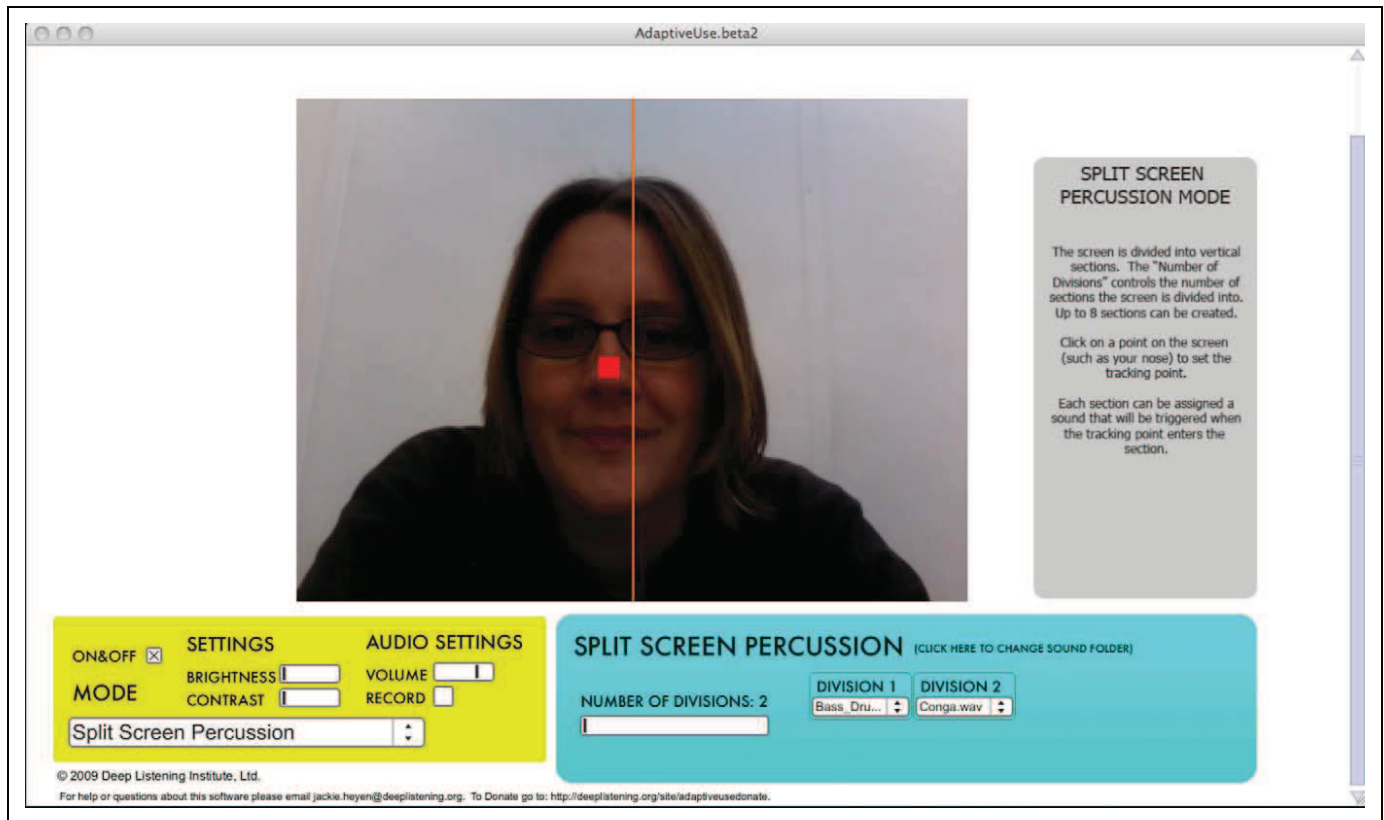 AdaptiveUse.beta2
SPLIT SCREEN
PERCUSSION MODE
The screen is divided into vertical
sections. The "Number of
Divisions" controls the number of
sections the screen is divided into.
Up to 8 sections can be created.
Click on a point on the screen
(such as your nose) to set the
tracking point.
Each section can be assigned a
sound that will be triggered when
the tracking point enters the
section.
ON&OFF
SETTINGS
BRIGHTNESS
CONTRAST
AUDIO SETTINGS
VOLUME
RECORD
MODE
Split Screen Percussion
SPLIT SCREEN PERCUSSION (CLICK HERE TO CHANGE SOUND FOLDER)
NUMBER OF DIVISIONS: 2
DIVISION 1 DIVISION 2
Bass_Dru... Conga.wav
© 2009 Deep Listening Institute, Ltd.
For help or questions about this software please email jackie.heyen@deeplistening.org. To Donate go to: http://deeplistening.org/site/adaptiveusedonate.